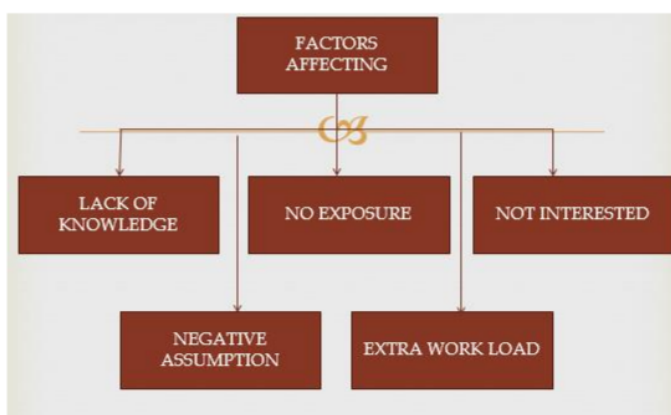 FACTORS
AFFECTING
LACK OF
KNOWLEDGE
NO EXPOSURE
NOT INTERESTED
NEGATIVE
ASSUMPTION
EXTRA WORK LOAD